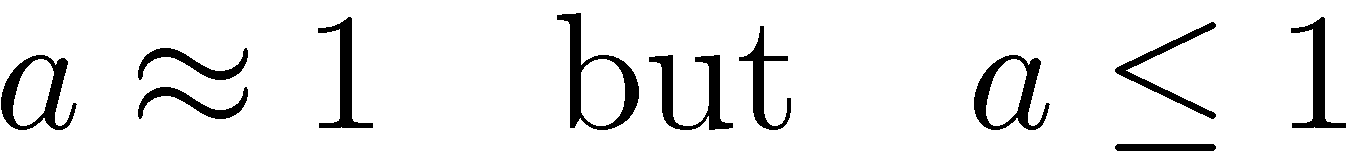 a ≈ 1 but a ≤ 1